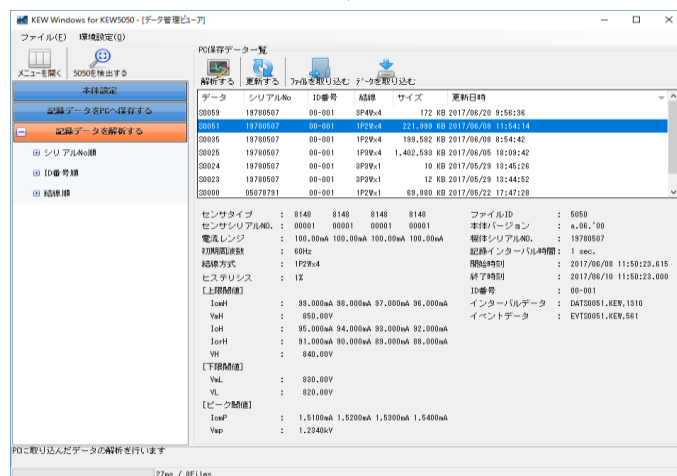 KEW Windows for KEW5050 - [データ管理ビューア]
ファイル(F) 環境設定(O)
メニューを開く 5050を検出する
本体設定
記録データをPCへ保存する
記録データを解析する
シリアルNo順
ID番号順
結線順
PC保存データ一覧
解析する 更新する ファイルを取り込む データを取り込む
データ シリアルNo ID番号 結線 サイズ 更新日時
S0059 19780507 00-001 3P4W×4 172 KB 2017/06/20 9:56:36
S0051 19780507 00-001 1P2W×4 221,999 KB 2017/06/08 11:54:14
S0035 19780507 00-001 1P2W×4 199,582 KB 2017/06/08 8:54:42
S0025 19780507 00-001 1P3W×4 1,402,593 KB 2017/06/05 18:09:42
S0024 19780507 00-001 3P3W×1 10 KB 2017/05/29 13:45:26
S0023 19780507 00-001 3P3W×1 12 KB 2017/05/29 13:44:52
S0000 05078791 00-001 1P2W×1 69,800 KB 2017/05/22 17:47:28
センサタイプ : 8148 8148 8148 8148
センサシリアルNO. : 00001 00001 00001 00001
電流レンジ : 100.00mA 100.00mA 100.00mA 100.00mA
初期周波数 : 60Hz
結線方式 : 1P2W×4
ヒステリシス : 1%
[上限閾値]
IomH : 99.000mA 98.000mA 97.000mA 96.000mA
VmH : 850.00V
IoH : 95.000mA 94.000mA 93.000mA 92.000mA
IorH : 91.000mA 90.000mA 89.000mA 88.000mA
VH : 840.00V
[下限閾値]
VmL : 830.00V
VL : 820.00V
[ピーク閾値]
IomP : 1.5100mA 1.5200mA 1.5300mA 1.5400mA
Vmp : 1.2340kV
ファイルID : 5050
本体バージョン : a.06.'00
機体シリアルNO. : 19780507
記録インターバル時間 : 1 sec.
開始時刻 : 2017/06/08 11:50:23.615
終了時刻 : 2017/06/10 11:50:23.000
ID番号 : 00-001
インターバルデータ : DATS0051.KEW,1310
イベントデータ : EVTS0051.KEW,561
PCに取り込んだデータの解析を行います
27ms / 8Files